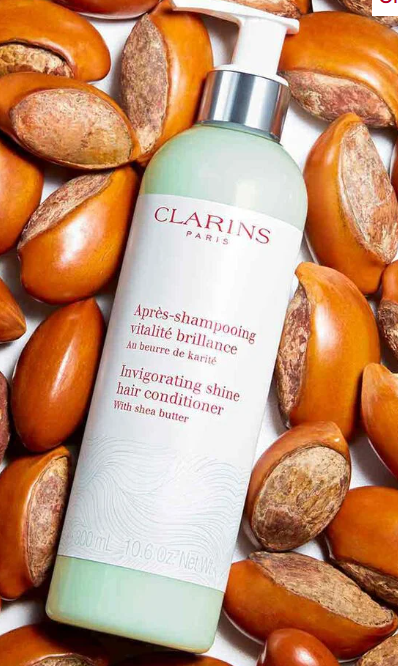 CLARINS
PARIS
Après-shampooing
vitalité brillance
Au beurre de karité
Invigorating shine
hair conditioner
With shea butter
300 mL 10.6 Oz Net Wt.